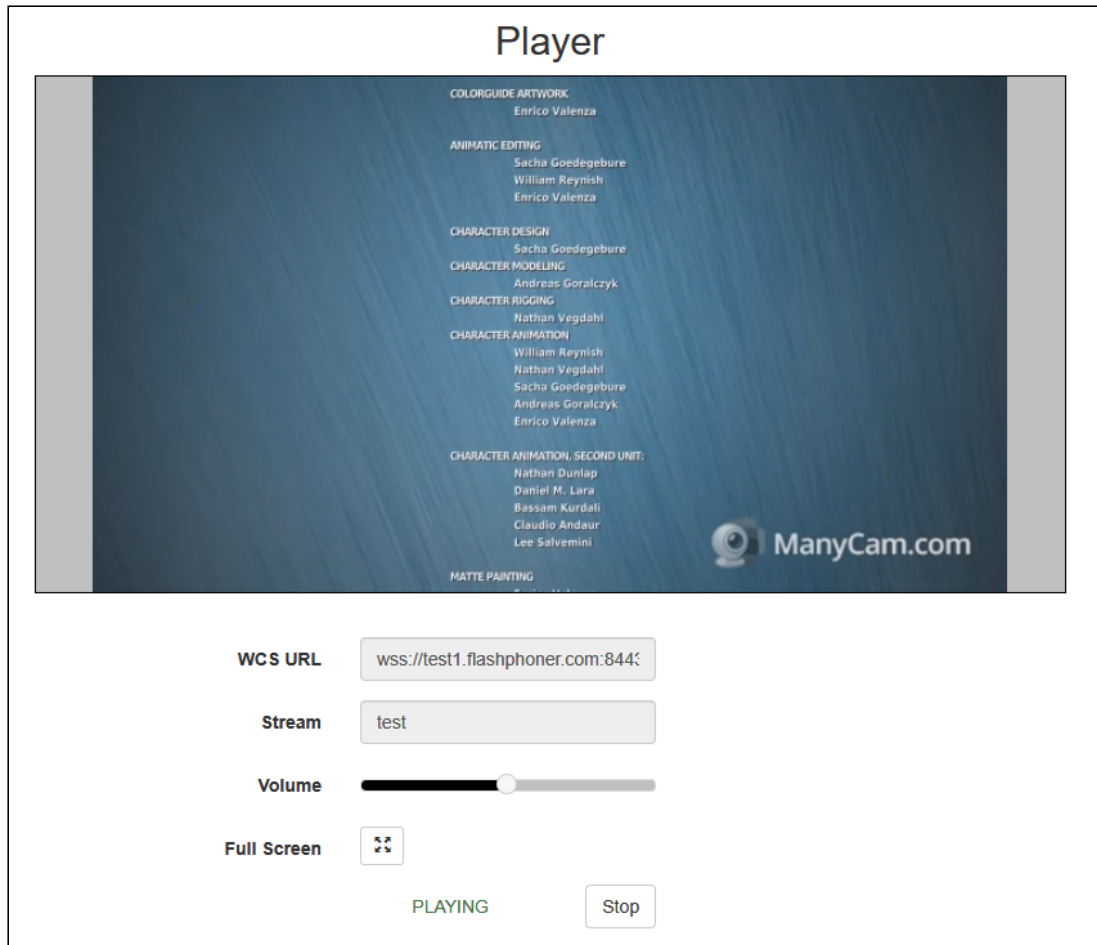 Player
COLORGUIDE ARTWORK
Enrico Valenza
ANIMATIC EDITING
Sacha Goedegebure
William Reynish
Enrico Valenza
CHARACTER DESIGN
Sacha Goedegebure
CHARACTER MODELING
Andreas Goralczyk
CHARACTER RIGGING
Nathan Vegdahl
CHARACTER ANIMATION
William Reynish
Nathan Vegdahl
Sacha Goedegebure
Andreas Goralczyk
Enrico Valenza
CHARACTER ANIMATION, SECOND UNIT:
Nathan Dunlap
Daniel M. Lara
Bassam Kurdali
Claudio Andaur
Lee Salvemini
ManyCam.com
MATTE PAINTING
WCS URL wss://test1.flashphoner.com:8443
Stream test
Volume
Full Screen
PLAYING Stop